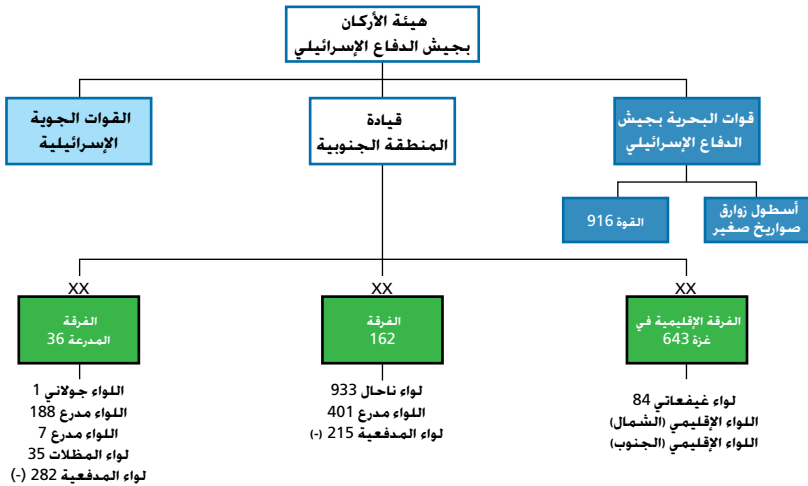 هيئة الأركان
بجيش الدفاع الإسرائيلي
قوات البحرية بجيش
الدفاع الإسرائيلي
قيادة
المنطقة الجنوبية
القوات الجوية
الإسرائيلية
أسطول زوارق
صواريخ صغير
القوة 916
XX
الفرقة الإقليمية في
غزة 643
لواء غيفعاتي 84
اللواء الإقليمي (الشمال)
اللواء الإقليمي (الجنوب)
XX
الفرقة
162
لواء ناحال 933
اللواء مدرع 401
لواء المدفعية 215 (-)
XX
الفرقة
المدرعة 36
اللواء جولاني 1
اللواء مدرع 188
اللواء مدرع 7
لواء المظلات 35
لواء المدفعية 282 (-)